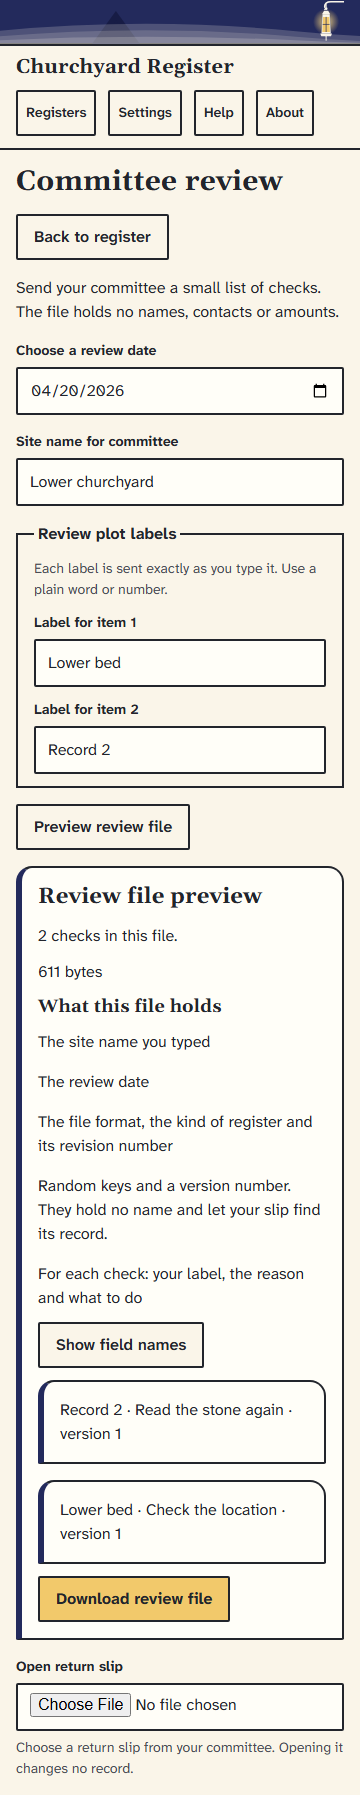 Churchyard Register
Registers
Settings
Help
About
Committee review
Back to register
Send your committee a small list of checks.
The file holds no names, contacts or amounts.
Choose a review date
04/20/2026
Site name for committee
Lower churchyard
Review plot labels
Each label is sent exactly as you type it. Use a
plain word or number.
Label for item 1
Lower bed
Label for item 2
Record 2
Preview review file
Review file preview
2 checks in this file.
611 bytes
What this file holds
The site name you typed
The review date
The file format, the kind of register and
its revision number
Random keys and a version number.
They hold no name and let your slip find
its record.
For each check: your label, the reason
and what to do
Show field names
Record 2 · Read the stone again ·
version 1
Lower bed · Check the location ·
version 1
Download review file
Open return slip
Choose File No file chosen
Choose a return slip from your committee. Opening it
changes no record.